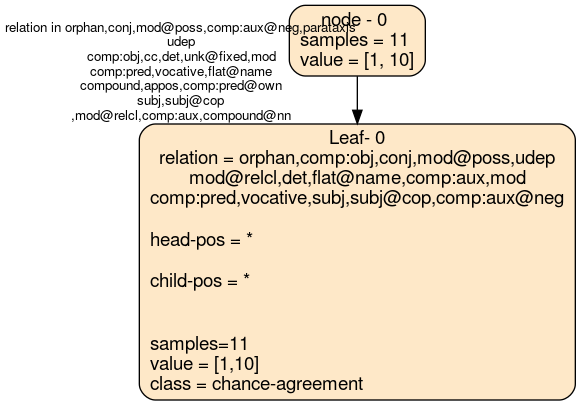 relation in orphan,conj,mod@poss,comp:aux@neg,parataxis
udep
comp:obj,cc,det,unk@fixed,mod
comp:pred,vocative,flat@name
compound,appos,comp:pred@own
subj,subj@cop
,mod@relcl,comp:aux,compound@nn
node - 0
samples = 11
value = [1, 10]
Leaf- 0
relation = orphan,comp:obj,conj,mod@poss,udep
mod@relcl,det,flat@name,comp:aux,mod
comp:pred,vocative,subj,subj@cop,comp:aux@neg
head-pos = *
child-pos = *
samples=11
value = [1,10]
class = chance-agreement